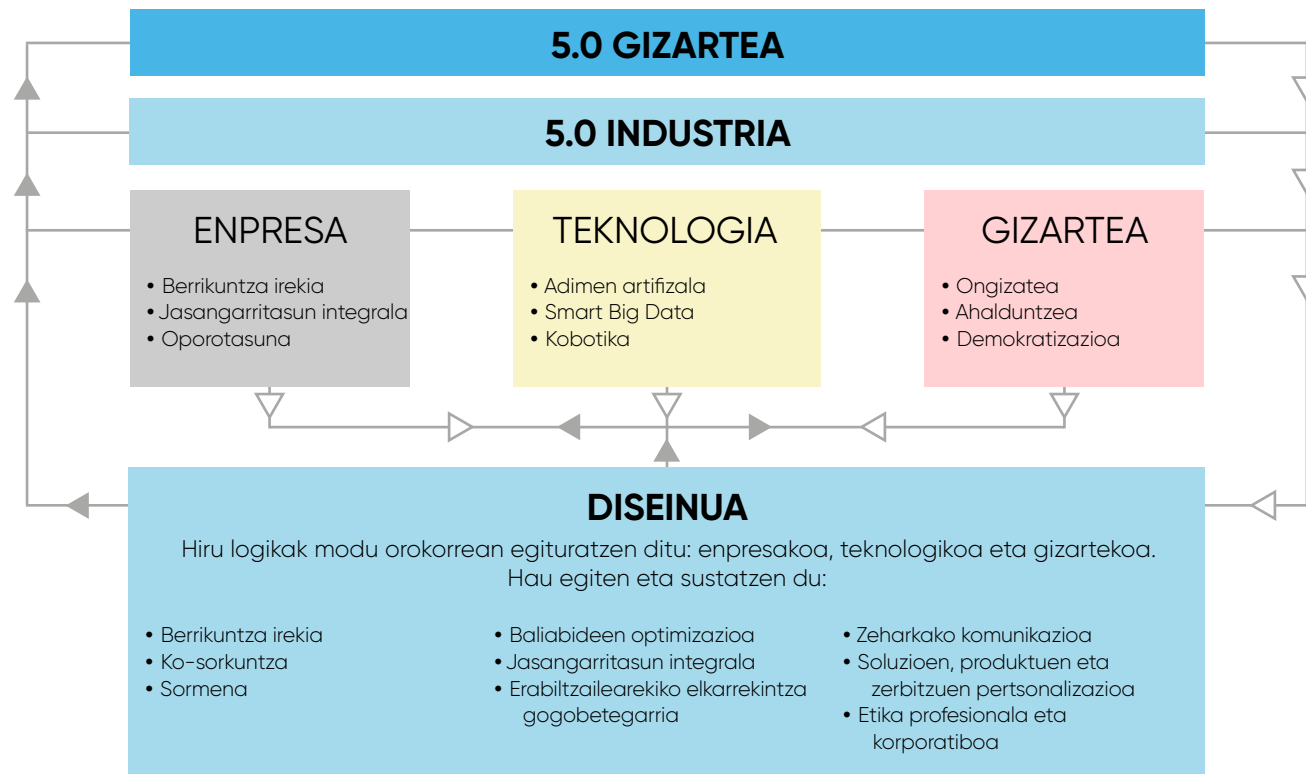 5.0 GIZARTEA
5.0 INDUSTRIA
ENPRESA
• Berrikuntza irekia
• Jasangarritasun integrala
• Oporotasuna
TEKNOLOGIA
• Adimen artifizala
• Smart Big Data
• Kobotika
GIZARTEA
• Ongizatea
• Ahalduntzea
• Demokratizazioa
DISEINUA
Hiru logikak modu orokorrean egituratzen ditu: enpresakoa, teknologikoa eta gizartekoa.
Hau egiten eta sustatzen du:
• Berrikuntza irekia
• Ko-sorkuntza
• Sormena
• Baliabideen optimizazioa
• Jasangarritasun integrala
• Erabiltzailearekiko elkarrekintza
gogobetegarria
• Zeharkako komunikazioa
• Soluzioen, produktuen eta
zerbitzuen pertsonalizazioa
• Etika profesionala eta
korporatiboa